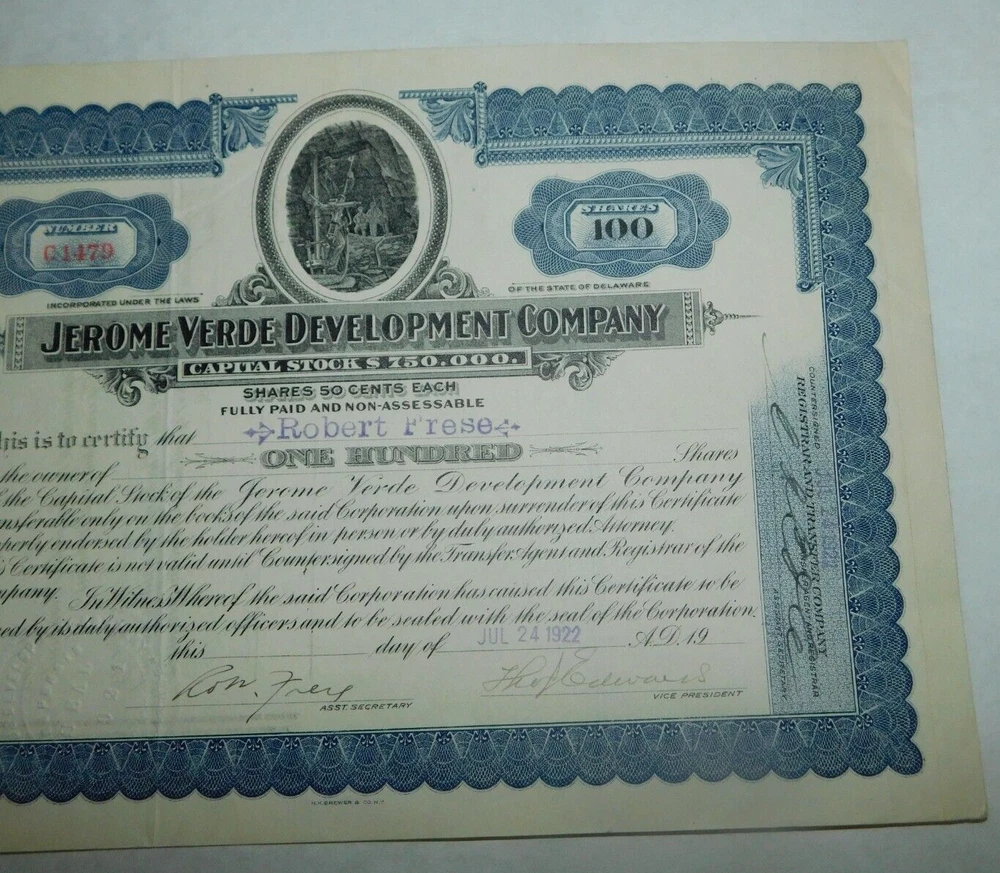 NUMBER
C1479
SHARES
100
INCORPORATED UNDER THE LAWS
OF THE STATE OF DELAWARE
JEROME VERDE DEVELOPMENT COMPANY
CAPITAL STOCK $750.000.
SHARES 50 CENTS EACH
FULLY PAID AND NON-ASSESSABLE
This is to certify that Robert Frese
the owner of ONE HUNDRED Shares
of the Capital Stock of the Jerome Verde Development Company
nsferable only on the books of the said Corporation upon surrender of this Certificate
perly endorsed by the holder hereof in person or by duly authorized Attorney.
s Certificate is not valid until Countersigned by the Transfer Agent and Registrar of the
mpany. In Witness Whereof the said Corporation has caused this Certificate to be
ed by its duly authorized officers and to be sealed with the seal of the Corporation.
this day of JUL 24 1922 A.D. 19
Robt. Frese
ASST. SECRETARY
Thos J Edwards
VICE PRESIDENT
COUNTERSIGNED
REGISTRAR AND TRANSFER COMPANY